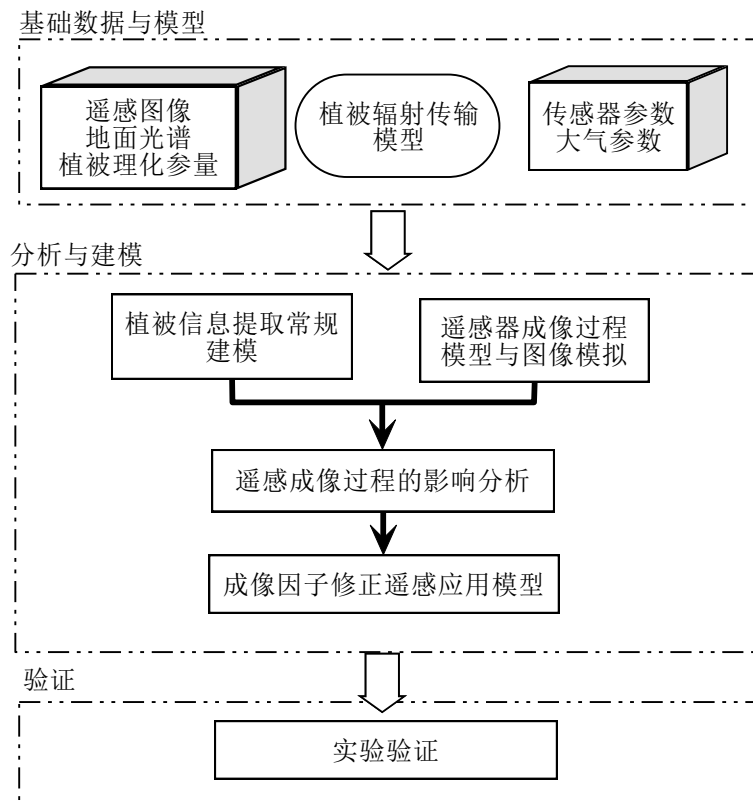 基础数据与模型
遥感图像
地面光谱
植被理化参量
植被辐射传输
模型
传感器参数
大气参数
分析与建模
植被信息提取常规
建模
遥感器成像过程
模型与图像模拟
遥感成像过程的影响分析
成像因子修正遥感应用模型
验证
实验验证